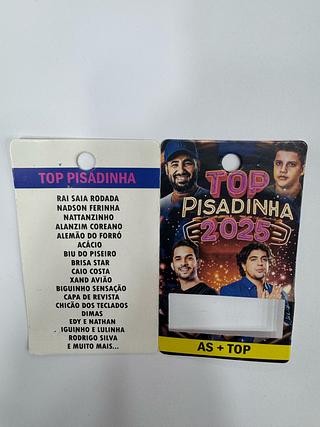 TOP PISADINHA
RAI SAIA RODADA
NADSON FERINHA
NATTANZINHO
ALANZIM COREANO
ALEMÃO DO FORRÓ
ACÁCIO
BIU DO PISEIRO
BRISA STAR
CAIO COSTA
XAND AVIÃO
BIGUINHO SENSAÇÃO
CAPA DE REVISTA
CHICÃO DOS TECLADOS
DIMAS
EDY E NATHAN
IGUINHO E LULINHA
RODRIGO SILVA
E MUITO MAIS...
TOP
PISADINHA
2025
AS + TOP